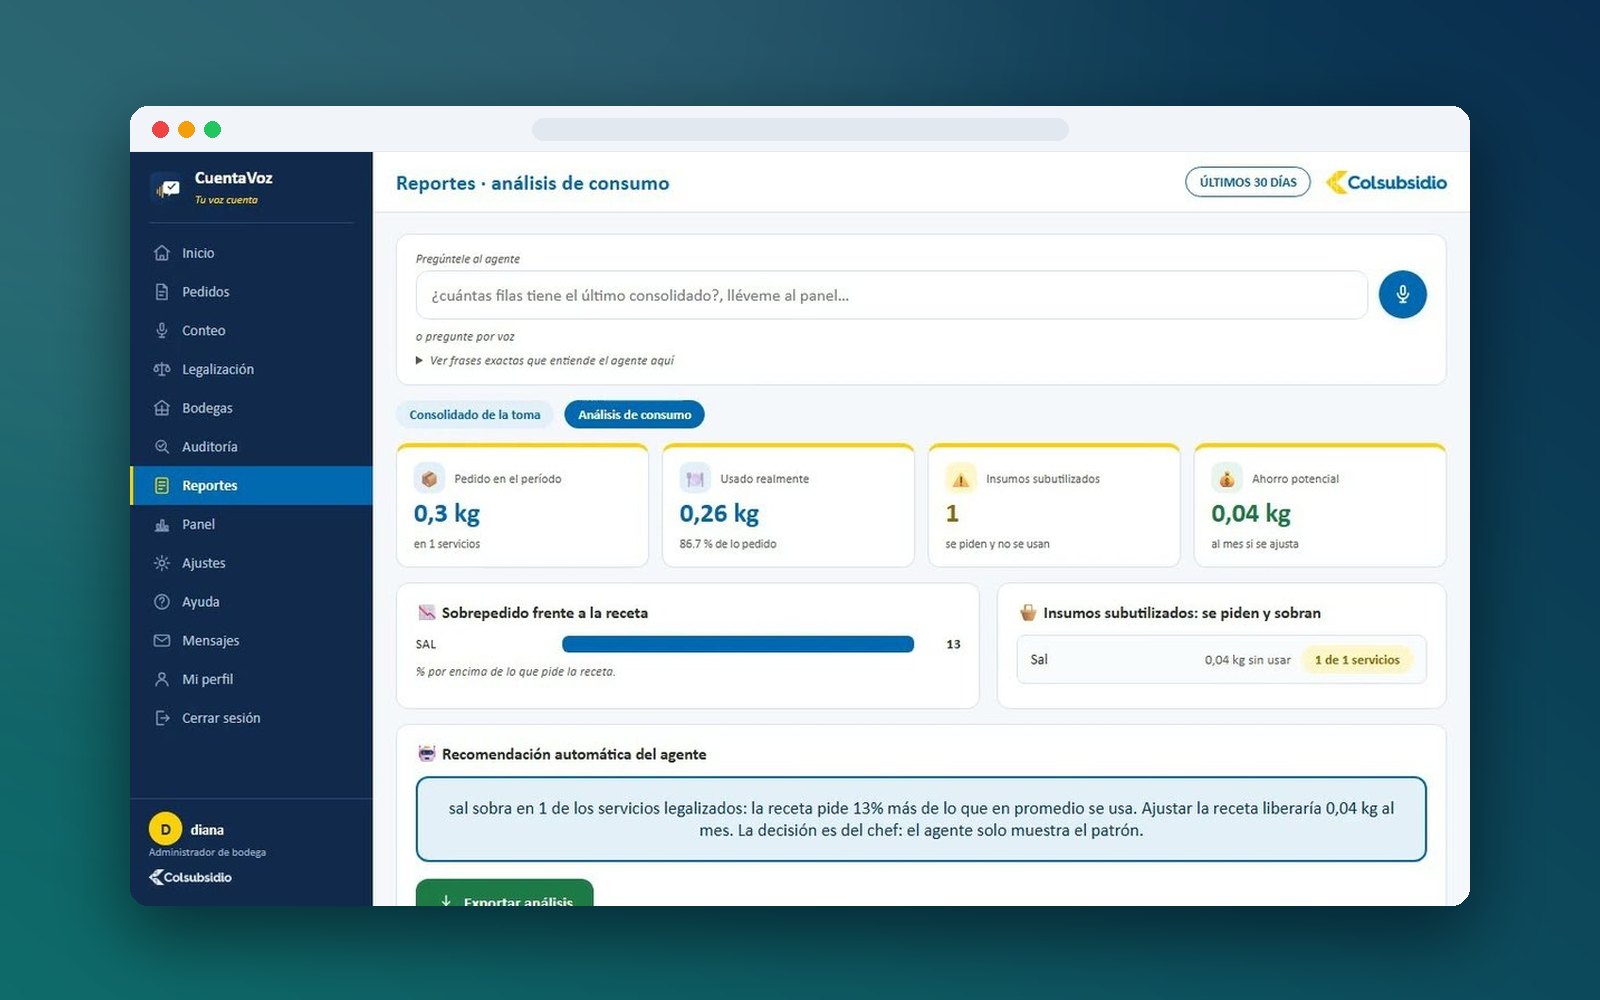 CuentaVoz
Tu voz cuenta
Inicio
Pedidos
Conteo
Legalización
Bodegas
Auditoría
Reportes
Panel
Ajustes
Ayuda
Mensajes
Mi perfil
Cerrar sesión
D
diana
Administrador de bodega
Colsubsidio
Reportes · análisis de consumo
ÚLTIMOS 30 DÍAS
Colsubsidio
Pregúntele al agente
¿cuántas filas tiene el último consolidado?, lléveme al panel...
o pregunte por voz
Ver frases exactas que entiende el agente aquí
Consolidado de la toma
Análisis de consumo
Pedido en el período
0,3 kg
en 1 servicios
Usado realmente
0,26 kg
86.7 % de lo pedido
Insumos subutilizados
1
se piden y no se usan
Ahorro potencial
0,04 kg
al mes si se ajusta
Sobrepedido frente a la receta
SAL
13
% por encima de lo que pide la receta.
Insumos subutilizados: se piden y sobran
Sal
0,04 kg sin usar
1 de 1 servicios
Recomendación automática del agente
sal sobra en 1 de los servicios legalizados: la receta pide 13% más de lo que en promedio se usa. Ajustar la receta liberaría 0,04 kg al
mes. La decisión es del chef: el agente solo muestra el patrón.
Exportar análisis